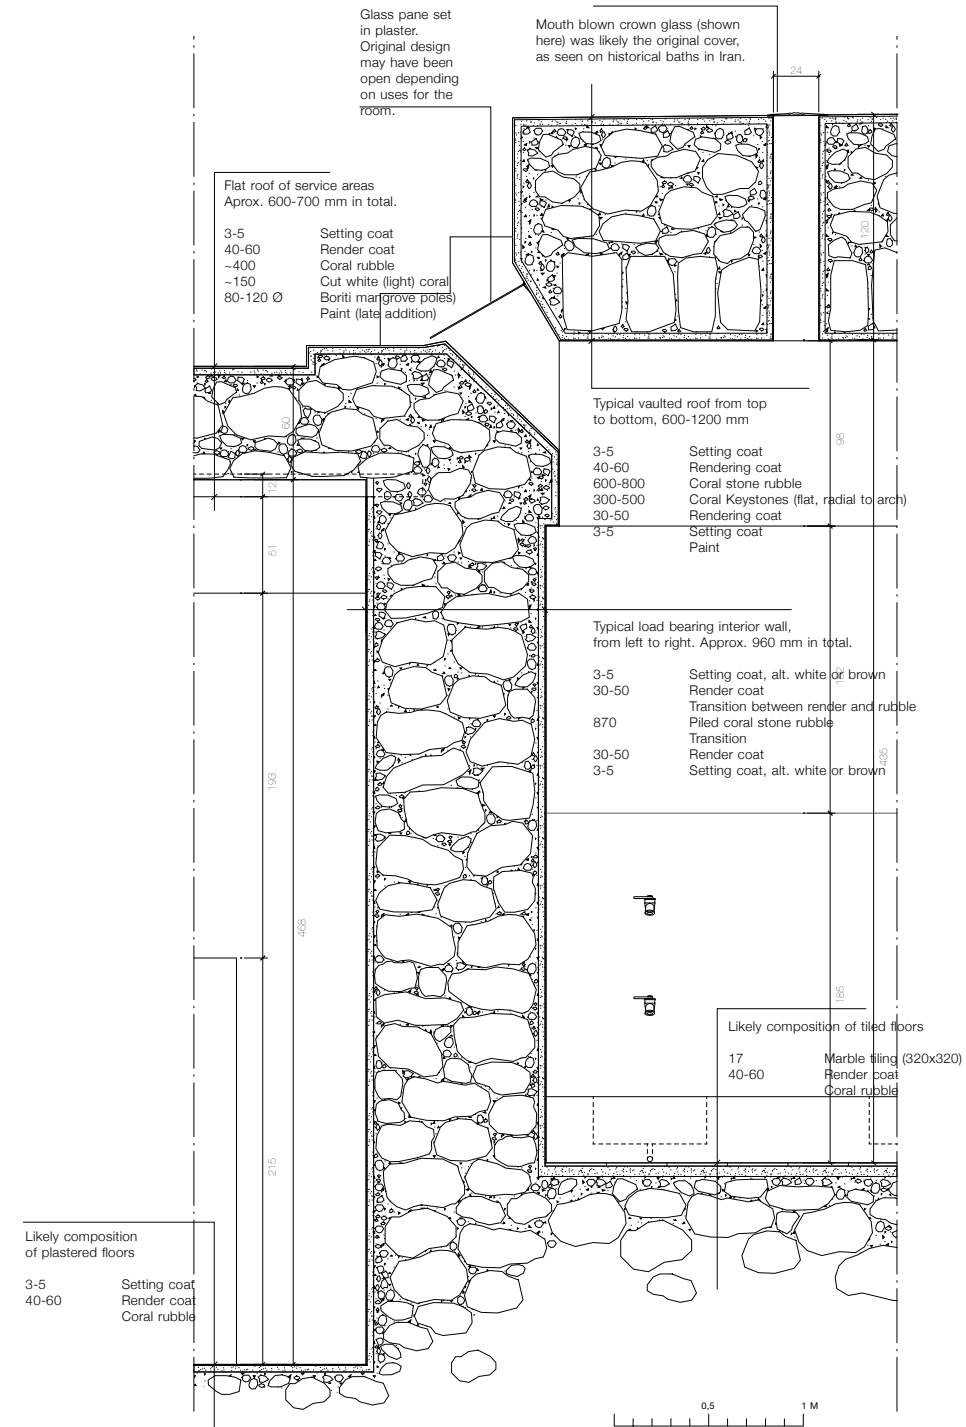 Glass pane set
in plaster.
Original design
may have been
open depending
on uses for the
room.
Mouth blown crown glass (shown
here) was likely the original cover,
as seen on historical baths in Iran.
24
Flat roof of service areas
Aprox. 600-700 mm in total.
3-5 Setting coat
40-60 Render coat
~400 Coral rubble
~150 Cut white (light) coral
80-120 Ø Boriti mangrove poles)
Paint (late addition)
120
60
12
51
Typical vaulted roof from top
to bottom, 600-1200 mm
3-5 Setting coat
40-60 Rendering coat
600-800 Coral stone rubble
300-500 Coral Keystones (flat, radial to arch)
30-50 Rendering coat
3-5 Setting coat
Paint
98
Typical load bearing interior wall,
from left to right. Approx. 960 mm in total.
3-5 Setting coat, alt. white or brown
30-50 Render coat
Transition between render and rubble
870 Piled coral stone rubble
Transition
30-50 Render coat
3-5 Setting coat, alt. white or brown
435
193
468
185
Likely composition of tiled floors
17 Marble tiling (320x320)
40-60 Render coat
Coral rubble
215
Likely composition
of plastered floors
3-5 Setting coat
40-60 Render coat
Coral rubble
0,5 1 M